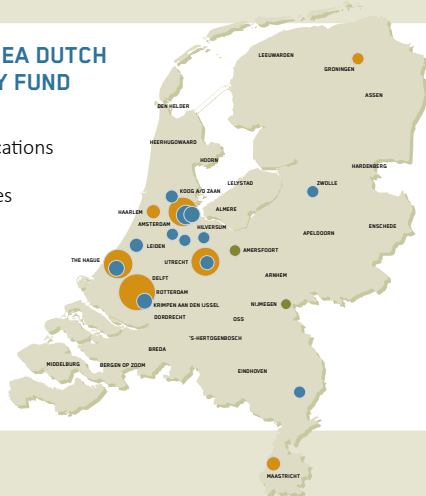 EA DUTCH
Y FUND
cations
es
LEEUWARDEN
GRONINGEN
ASSEN
DEN HELDER
HEERHUGOWAARD
HOORN
HARDENBERG
LELYSTAD
ZWOLLE
KOOG A/D ZAAN
HAARLEM
ALMERE
AMSTERDAM
HILVERSUM
APELDOORN
ENSCHEDE
LEIDEN
AMERSFOORT
THE HAGUE
UTRECHT
ARNHEM
DELFT
ROTTERDAM
NIJMEGEN
KRIMPEN AAN DEN IJSSEL
DORDRECHT
OSS
'S-HERTOGENBOSCH
BREDA
MIDDELBURG
BERGEN OP ZOOM
EINDHOVEN
MAASTRICHT